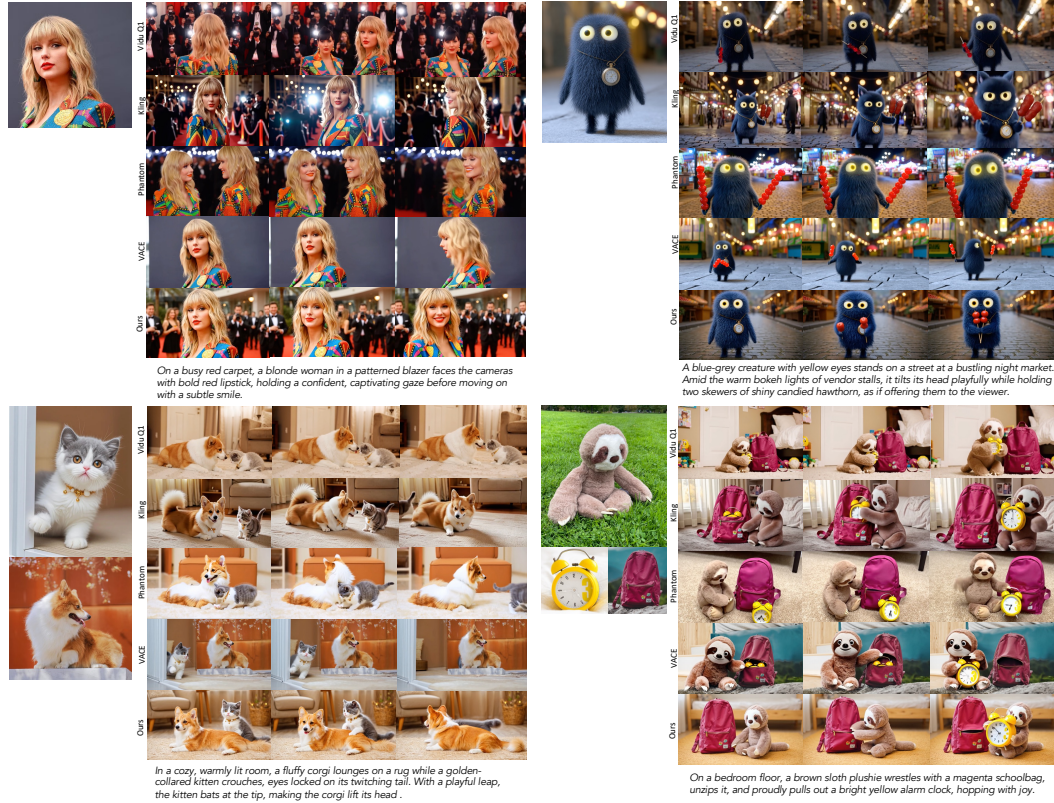 Vidu Q1
Kling
Phantom
VACE
Ours
On a busy red carpet, a blonde woman in a patterned blazer faces the cameras
with bold red lipstick, holding a confident, captivating gaze before moving on
with a subtle smile.
Vidu Q1
Kling
Phantom
VACE
Ours
A blue-grey creature with yellow eyes stands on a street at a bustling night market.
Amid the warm bokeh lights of vendor stalls, it tilts its head playfully while holding
two skewers of shiny candied hawthorn, as if offering them to the viewer.
Vidu Q1
Kling
Phantom
VACE
Ours
In a cozy, warmly lit room, a fluffy corgi lounges on a rug while a golden-
collared kitten crouches, eyes locked on its twitching tail. With a playful leap,
the kitten bats at the tip, making the corgi lift its head .
Vidu Q1
Kling
Phantom
VACE
Ours
On a bedroom floor, a brown sloth plushie wrestles with a magenta schoolbag,
unzips it, and proudly pulls out a bright yellow alarm clock, hopping with joy.